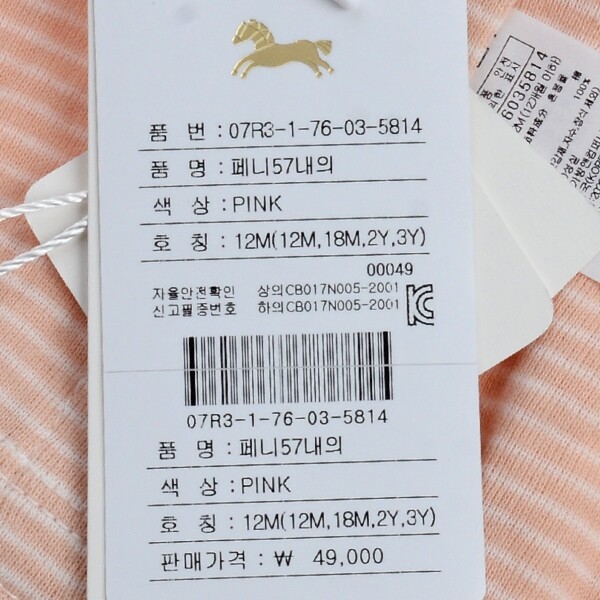 품 번 : 07R3-1-76-03-5814
품 명 : 페니57내의
색 상 : PINK
호 칭 : 12M(12M,18M,2Y,3Y)
00049
자율안전확인 상의CB017N005-2001
신고필증번호 하의CB017N005-2001
07R3-1-76-03-5814
품 명 : 페니57내의
색 상 : PINK
호 칭 : 12M(12M,18M,2Y,3Y)
판매가격 : ₩ 49,000
6035814
100%